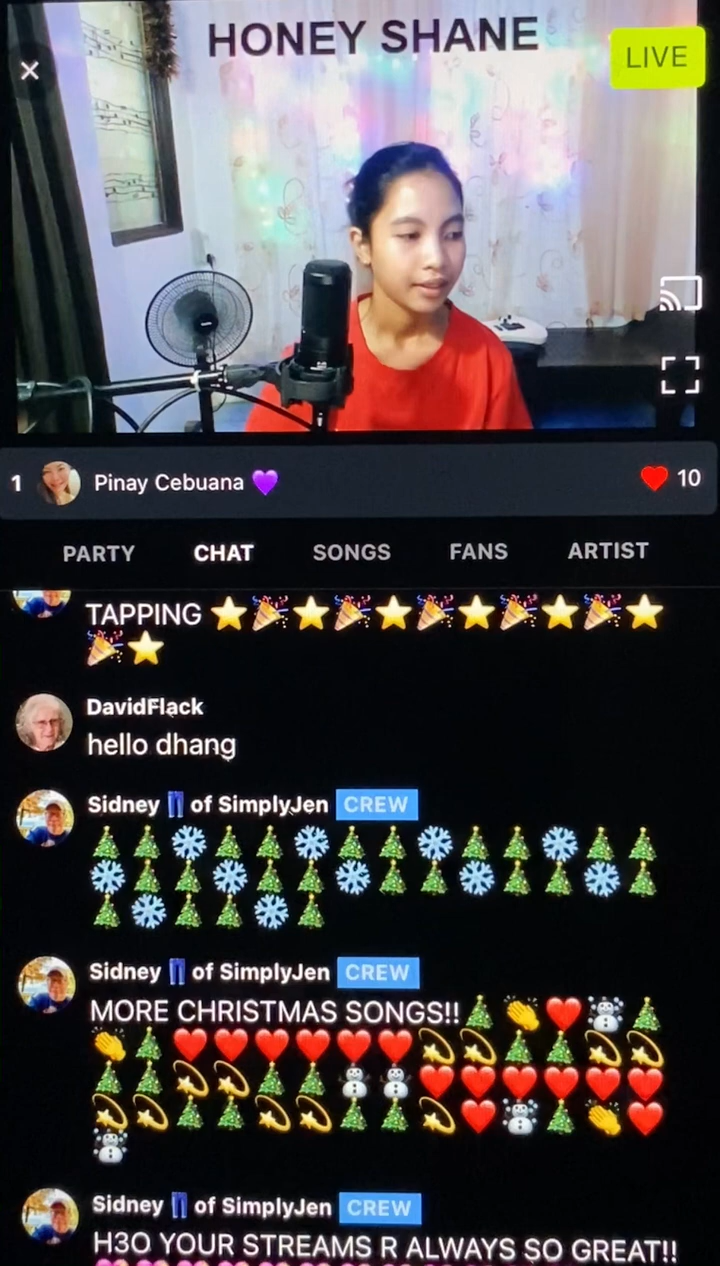 HONEY SHANE
LIVE
1 Pinay Cebuana 💜 ❤️ 10
PARTY CHAT SONGS FANS ARTIST
TAPPING ⭐🎉⭐🎉⭐🎉⭐🎉⭐🎉⭐
🎉⭐
DavidFlack
hello dhang
Sidney 👖 of SimplyJen CREW
🎄🎄❄️🎄🎄❄️🎄🎄❄️🎄🎄❄️🎄🎄
❄️🎄🎄❄️🎄🎄❄️🎄🎄❄️🎄🎄❄️🎄
🎄❄️🎄🎄❄️🎄
Sidney 👖 of SimplyJen CREW
MORE CHRISTMAS SONGS!! 🎄👏❤️☃️🎄
👏🎄❤️❤️❤️❤️❤️❤️💫💫🎄🎄💫💫
🎄🎄💫💫🎄🎄⛄⛄❤️❤️❤️❤️❤️❤️
💫💫🎄🎄💫💫🎄🎄💫❤️☃️🎄👏❤️
☃️
Sidney 👖 of SimplyJen CREW
H3O YOUR STREAMS R ALWAYS SO GREAT!!